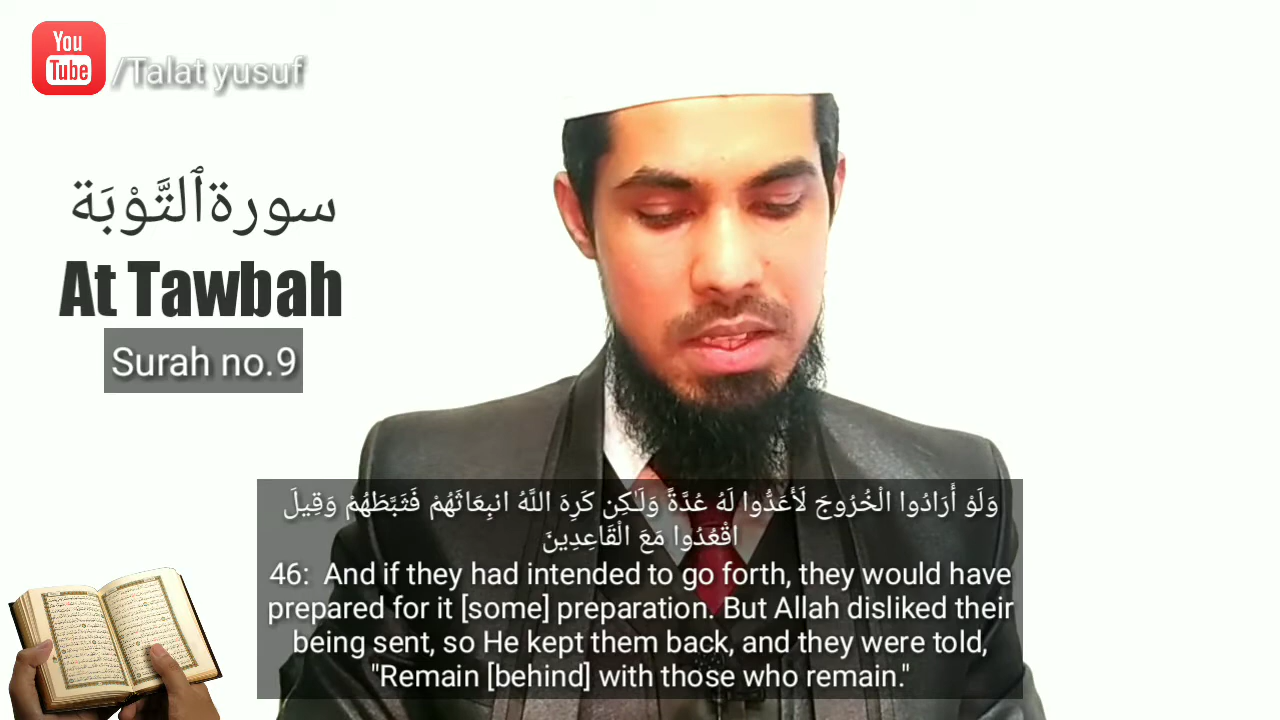 You
Tube
/Talat yusuf
سورةٱلتَّوْبَة
At Tawbah
Surah no.9
وَلَوْ أَرَادُوا الْخُرُوجَ لَأَعَدُّوا لَهُ عُدَّةً وَلَـٰكِن كَرِهَ اللَّهُ انبِعَاثَهُمْ فَثَبَّطَهُمْ وَقِيلَ
اقْعُدُوا مَعَ الْقَاعِدِينَ
46:  And if they had intended to go forth, they would have
prepared for it [some] preparation. But Allah disliked their
being sent, so He kept them back, and they were told,
"Remain [behind] with those who remain."